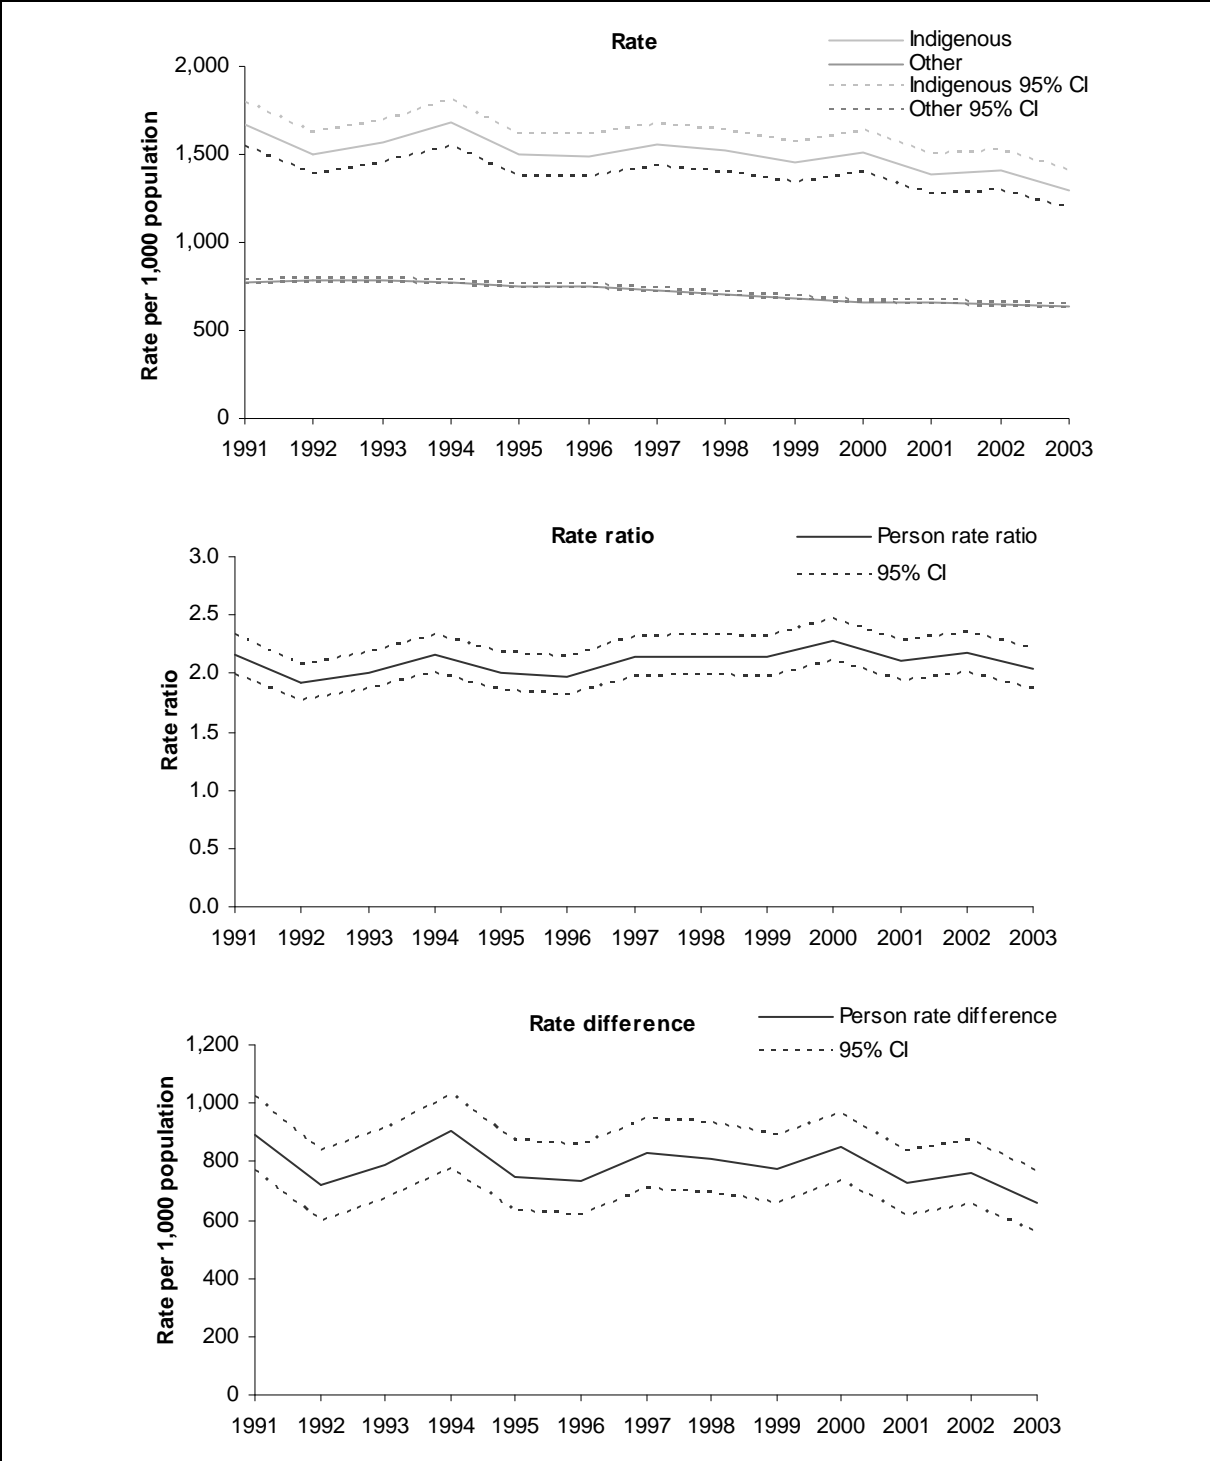 Rate
Indigenous
Other
Indigenous 95% CI
Other 95% CI
Rate per 1,000 population
2,000
1,500
1,000
500
0
1991 1992 1993 1994 1995 1996 1997 1998 1999 2000 2001 2002 2003
Rate ratio
Person rate ratio
95% CI
Rate ratio
3.0
2.5
2.0
1.5
1.0
0.5
0.0
1991 1992 1993 1994 1995 1996 1997 1998 1999 2000 2001 2002 2003
Rate difference
Person rate difference
95% CI
Rate per 1,000 population
1,200
1,000
800
600
400
200
0
1991 1992 1993 1994 1995 1996 1997 1998 1999 2000 2001 2002 2003